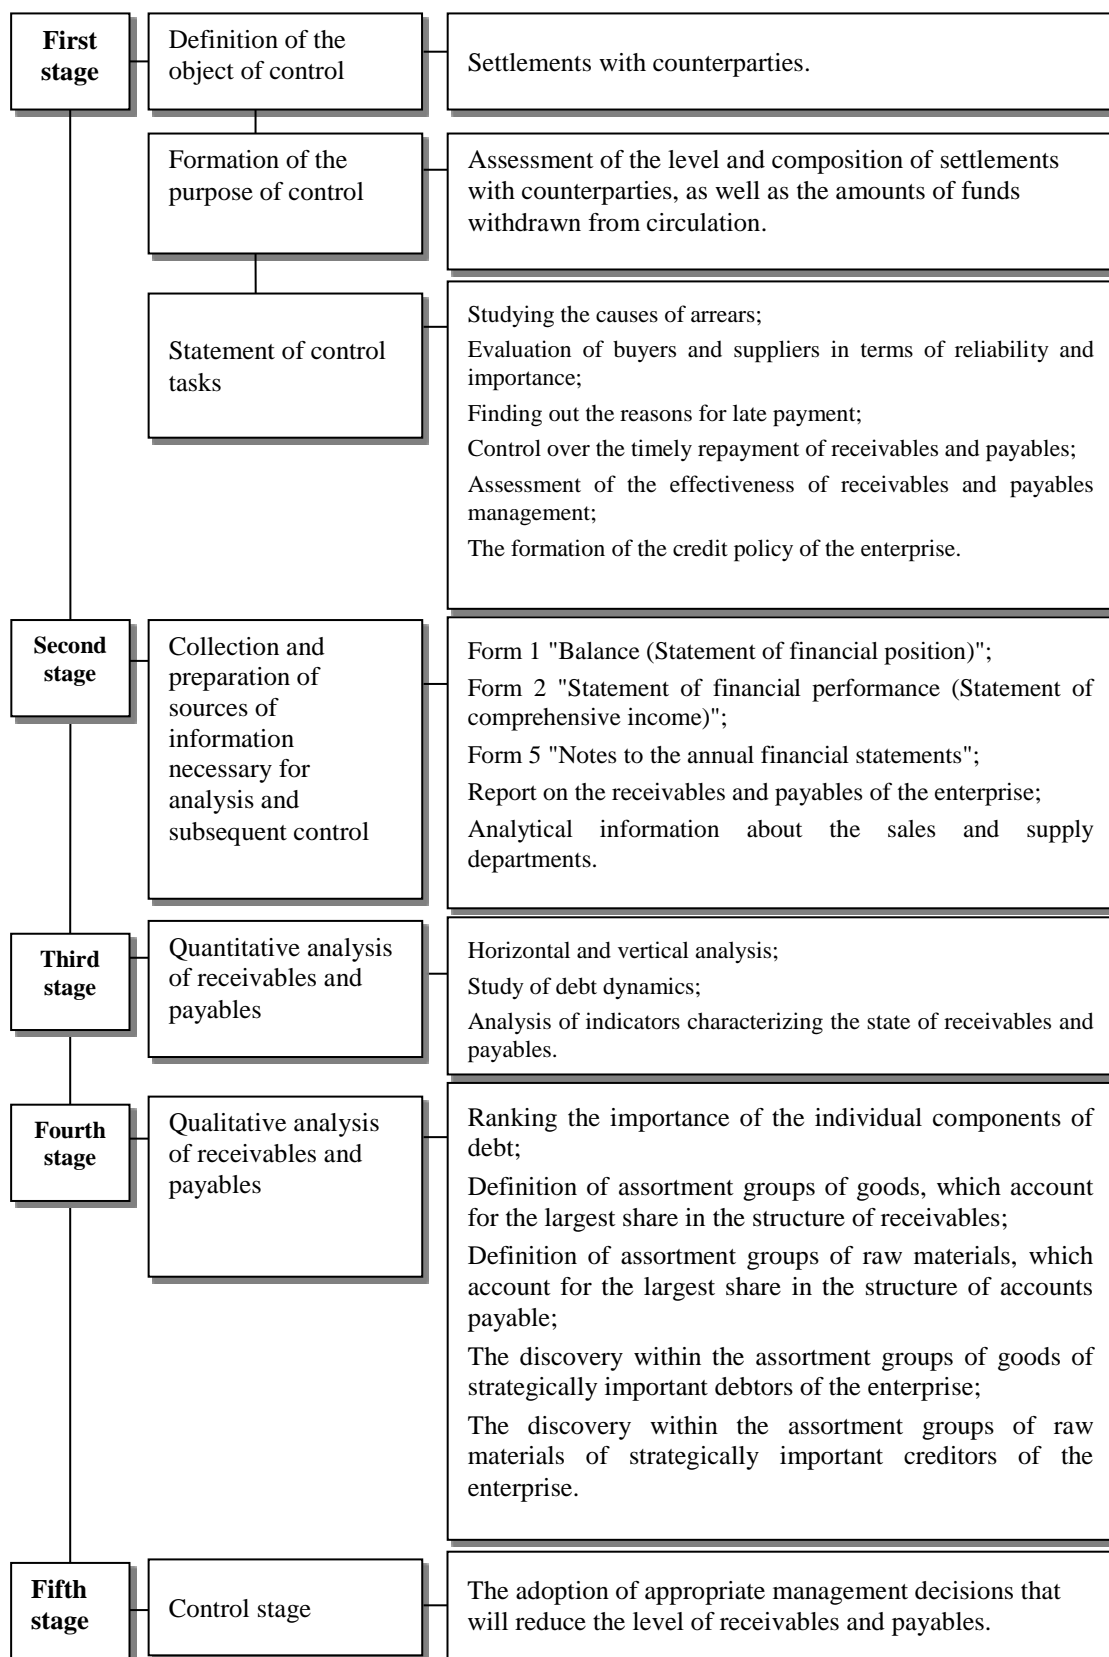 First
stage
Definition of the
object of control
Settlements with counterparties.
Formation of the
purpose of control
Assessment of the level and composition of settlements
with counterparties, as well as the amounts of funds
withdrawn from circulation.
Statement of control
tasks
Studying the causes of arrears;
Evaluation of buyers and suppliers in terms of reliability and
importance;
Finding out the reasons for late payment;
Control over the timely repayment of receivables and payables;
Assessment of the effectiveness of receivables and payables
management;
The formation of the credit policy of the enterprise.
Second
stage
Collection and
preparation of
sources of
information
necessary for
analysis and
subsequent control
Form 1 "Balance (Statement of financial position)";
Form 2 "Statement of financial performance (Statement of
comprehensive income)";
Form 5 "Notes to the annual financial statements";
Report on the receivables and payables of the enterprise;
Analytical information about the sales and supply
departments.
Third
stage
Quantitative analysis
of receivables and
payables
Horizontal and vertical analysis;
Study of debt dynamics;
Analysis of indicators characterizing the state of receivables and
payables.
Fourth
stage
Qualitative analysis
of receivables and
payables
Ranking the importance of the individual components of
debt;
Definition of assortment groups of goods, which account
for the largest share in the structure of receivables;
Definition of assortment groups of raw materials, which
account for the largest share in the structure of accounts
payable;
The discovery within the assortment groups of goods of
strategically important debtors of the enterprise;
The discovery within the assortment groups of raw
materials of strategically important creditors of the
enterprise.
Fifth
stage
Control stage
The adoption of appropriate management decisions that
will reduce the level of receivables and payables.